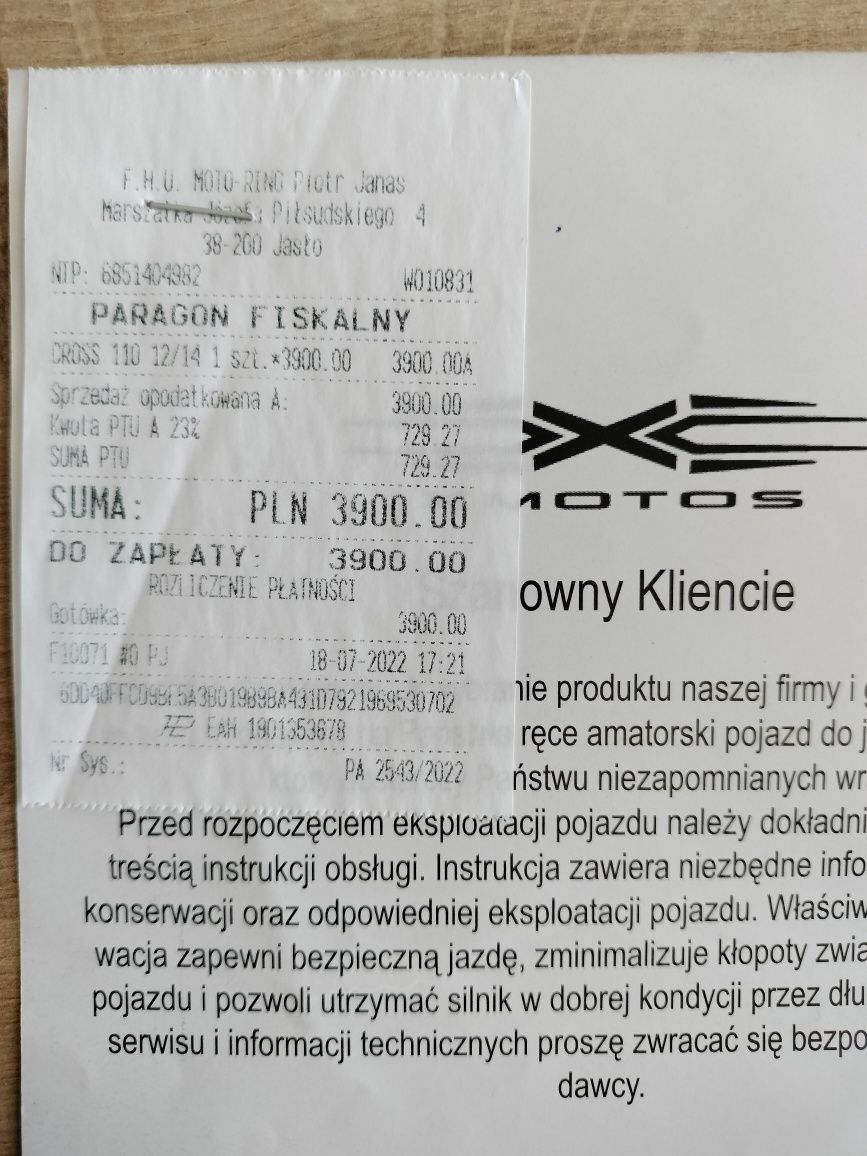 F.H.U. MOTO-RING Piotr Janas
Marszałka Józefa Piłsudskiego 4
38-200 Jasło
NIP: 6851404982 W010831
PARAGON FISKALNY
CROSS 110 12/14 1 szt.*3900.00 3900.00A
Sprzedaż opodatkowana A: 3900.00
Kwota PTU A 23% 729.27
SUMA PTU 729.27
SUMA: PLN 3900.00
DO ZAPŁATY: 3900.00
ROZLICZENIE PŁATNOŚCI
Gotówka: 3900.00
F10071 #0 PJ 18-07-2022 17:21
EAH 1901353678
Nr Sys.: PA 2543/2022
MOTOS
Szanowny Kliencie
nie produktu naszej firmy i
ręce amatorski pojazd do j
ństwu niezapomnianych wr
Przed rozpoczęciem eksploatacji pojazdu należy dokładni
treścią instrukcji obsługi. Instrukcja zawiera niezbędne info
konserwacji oraz odpowiedniej eksploatacji pojazdu. Właściw
wacja zapewni bezpieczną jazdę, zminimalizuje kłopoty zwią
pojazdu i pozwoli utrzymać silnik w dobrej kondycji przez dłu
serwisu i informacji technicznych proszę zwracać się bezpo
dawcy.